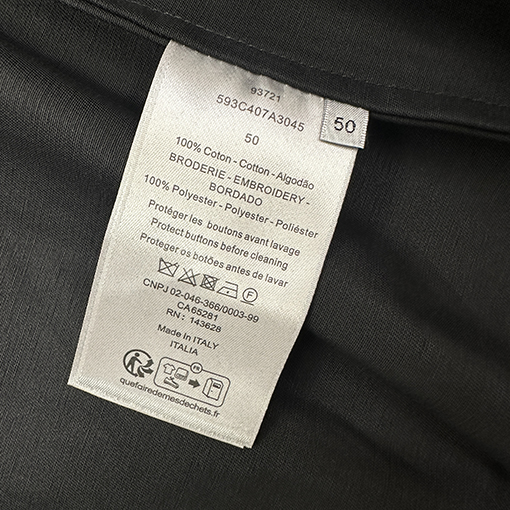 93721
593C407A3045
50
50
100% Coton - Cotton - Algodão
BRODERIE - EMBROIDERY -
BORDADO
100% Polyester - Polyester - Poliéster
Protéger les boutons avant lavage
Protect buttons before cleaning
Proteger os botões antes de lavar
F
CNPJ 02-046-366/0003-99
CA65281
RN : 143628
Made in ITALY
ITALIA
FR
quefairedemesdechets.fr